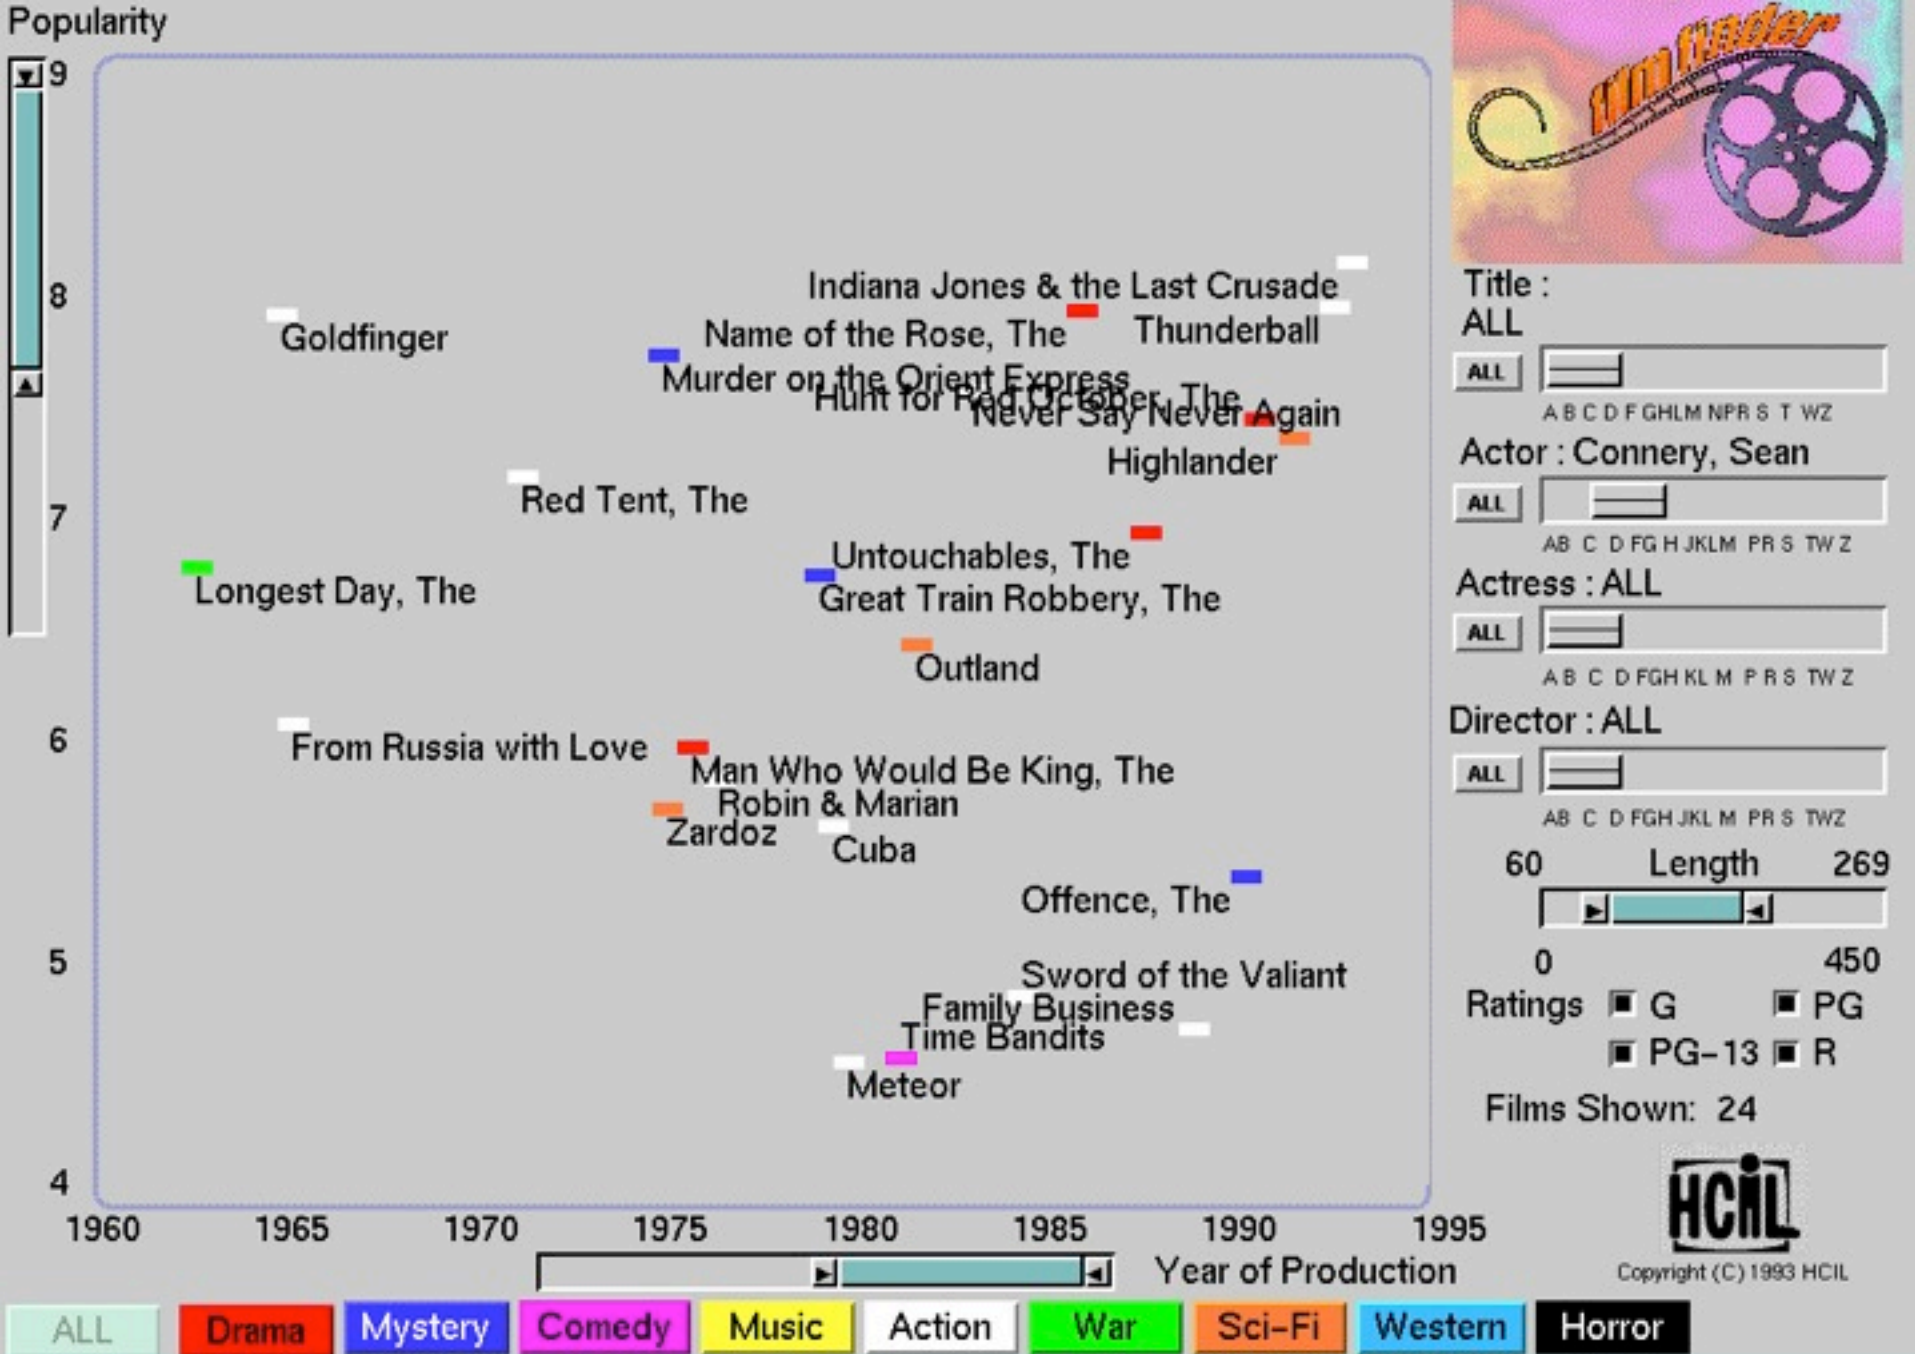 Popularity
film finder
9
Indiana Jones & the Last Crusade
8
Goldfinger
Name of the Rose, The
Thunderball
Murder on the Orient Express
Hunt for Red October, The
Never Say Never Again
Highlander
Red Tent, The
7
Untouchables, The
Longest Day, The
Great Train Robbery, The
Outland
6
From Russia with Love
Man Who Would Be King, The
Robin & Marian
Zardoz
Cuba
Offence, The
5
Sword of the Valiant
Family Business
Time Bandits
Meteor
4
1960 1965 1970 1975 1980 1985 1990 1995
Year of Production
Title :
ALL
ALL
A B C D F GHLM NPR S T WZ
Actor : Connery, Sean
ALL
AB C D FG H JKLM PR S TW Z
Actress : ALL
ALL
A B C D FGH KL M P R S TW Z
Director : ALL
ALL
AB C D FGH JKL M PR S TWZ
60 Length 269
0 450
Ratings G PG
PG-13 R
Films Shown: 24
HCIL
Copyright (C) 1993 HCIL
ALL Drama Mystery Comedy Music Action War Sci-Fi Western Horror